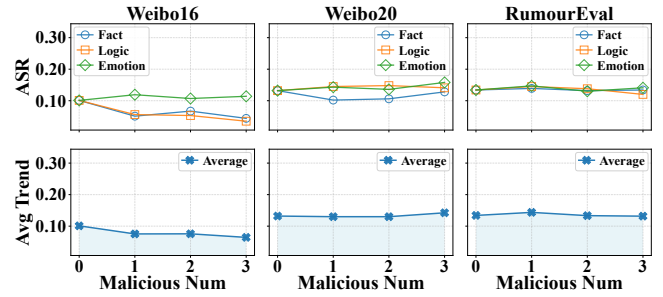 Weibo16 Weibo20 RumourEval
ASR
0.30
0.20
0.10
Fact
Logic
Emotion
Fact
Logic
Emotion
Fact
Logic
Emotion
Avg Trend
0.30
0.20
0.10
Average Average Average
0 1 2 3 0 1 2 3 0 1 2 3
Malicious Num Malicious Num Malicious Num